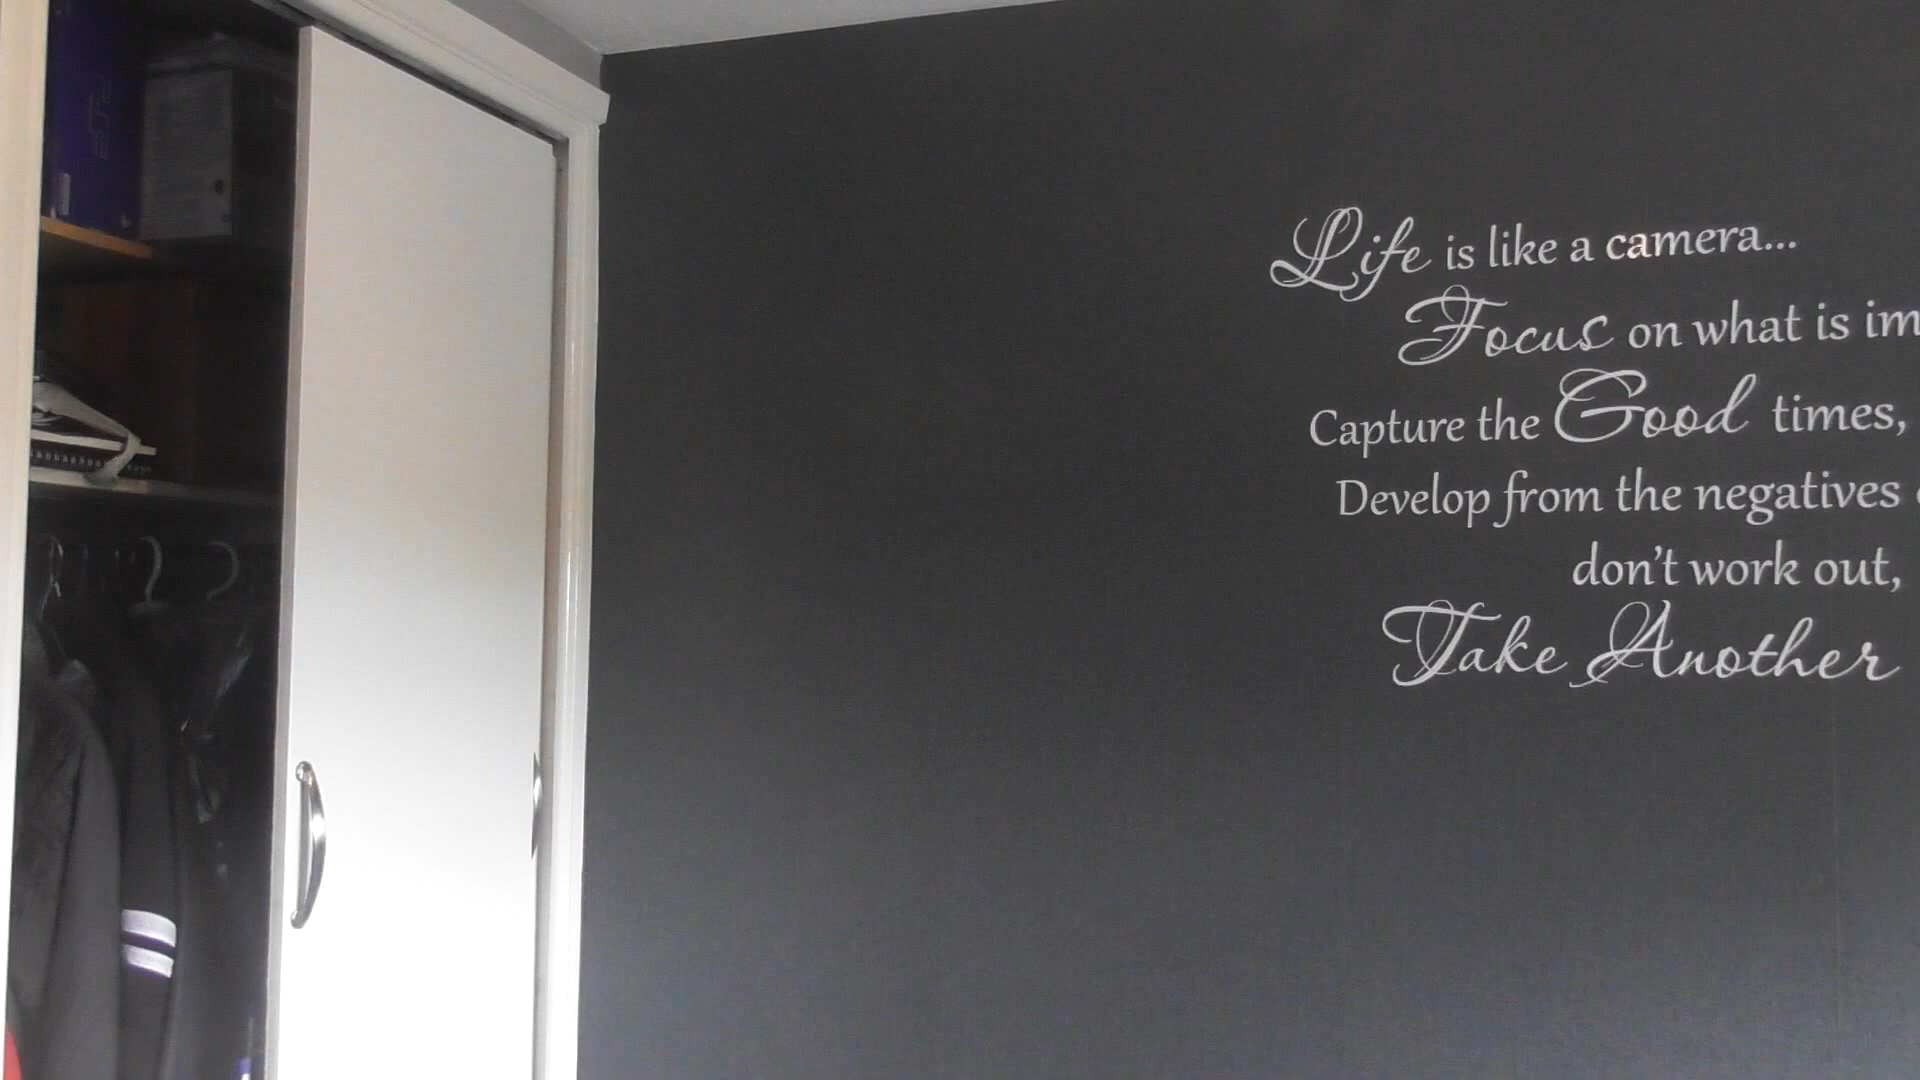 Life is like a camera...
Focus on what is im
Capture the Good times,
Develop from the negatives
don't work out,
Take Another
PS2